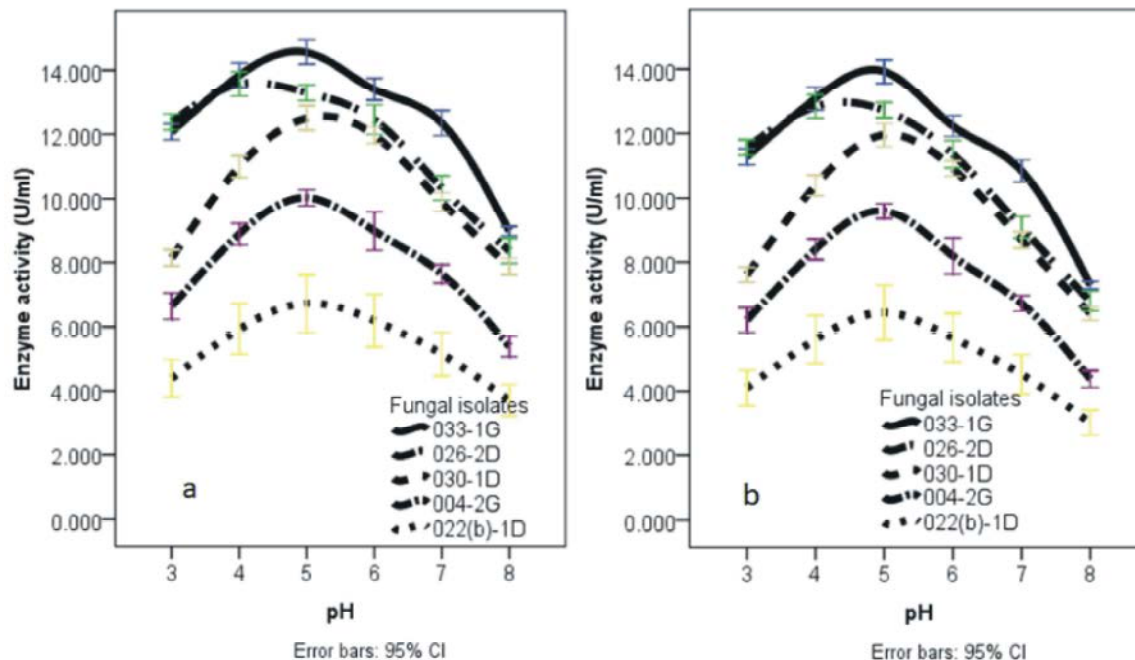 Enzyme activity (U/ml)
14.000
12.000
10.000
8.000
6.000
4.000
2.000
0.000
Fungal isolates
033-1G
026-2D
030-1D
004-2G
022(b)-1D
a
3 4 5 6 7 8
pH
Error bars: 95% CI
Enzyme activity (U/ml)
14.000
12.000
10.000
8.000
6.000
4.000
2.000
0.000
Fungal isolates
033-1G
026-2D
030-1D
004-2G
022(b)-1D
b
3 4 5 6 7 8
pH
Error bars: 95% CI